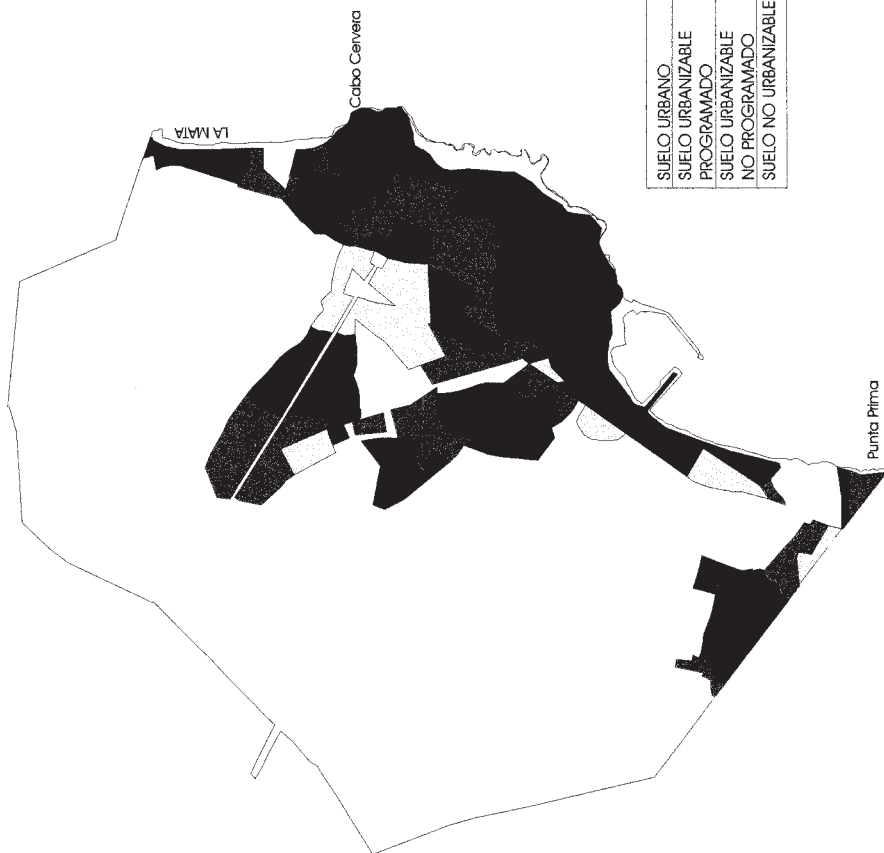 LA MATA
Cabo Cervera
Punta Prima
SUELO URBANO
SUELO URBANIZABLE
PROGRAMADO
SUELO URBANIZABLE
NO PROGRAMADO
SUELO NO URBANIZABLE